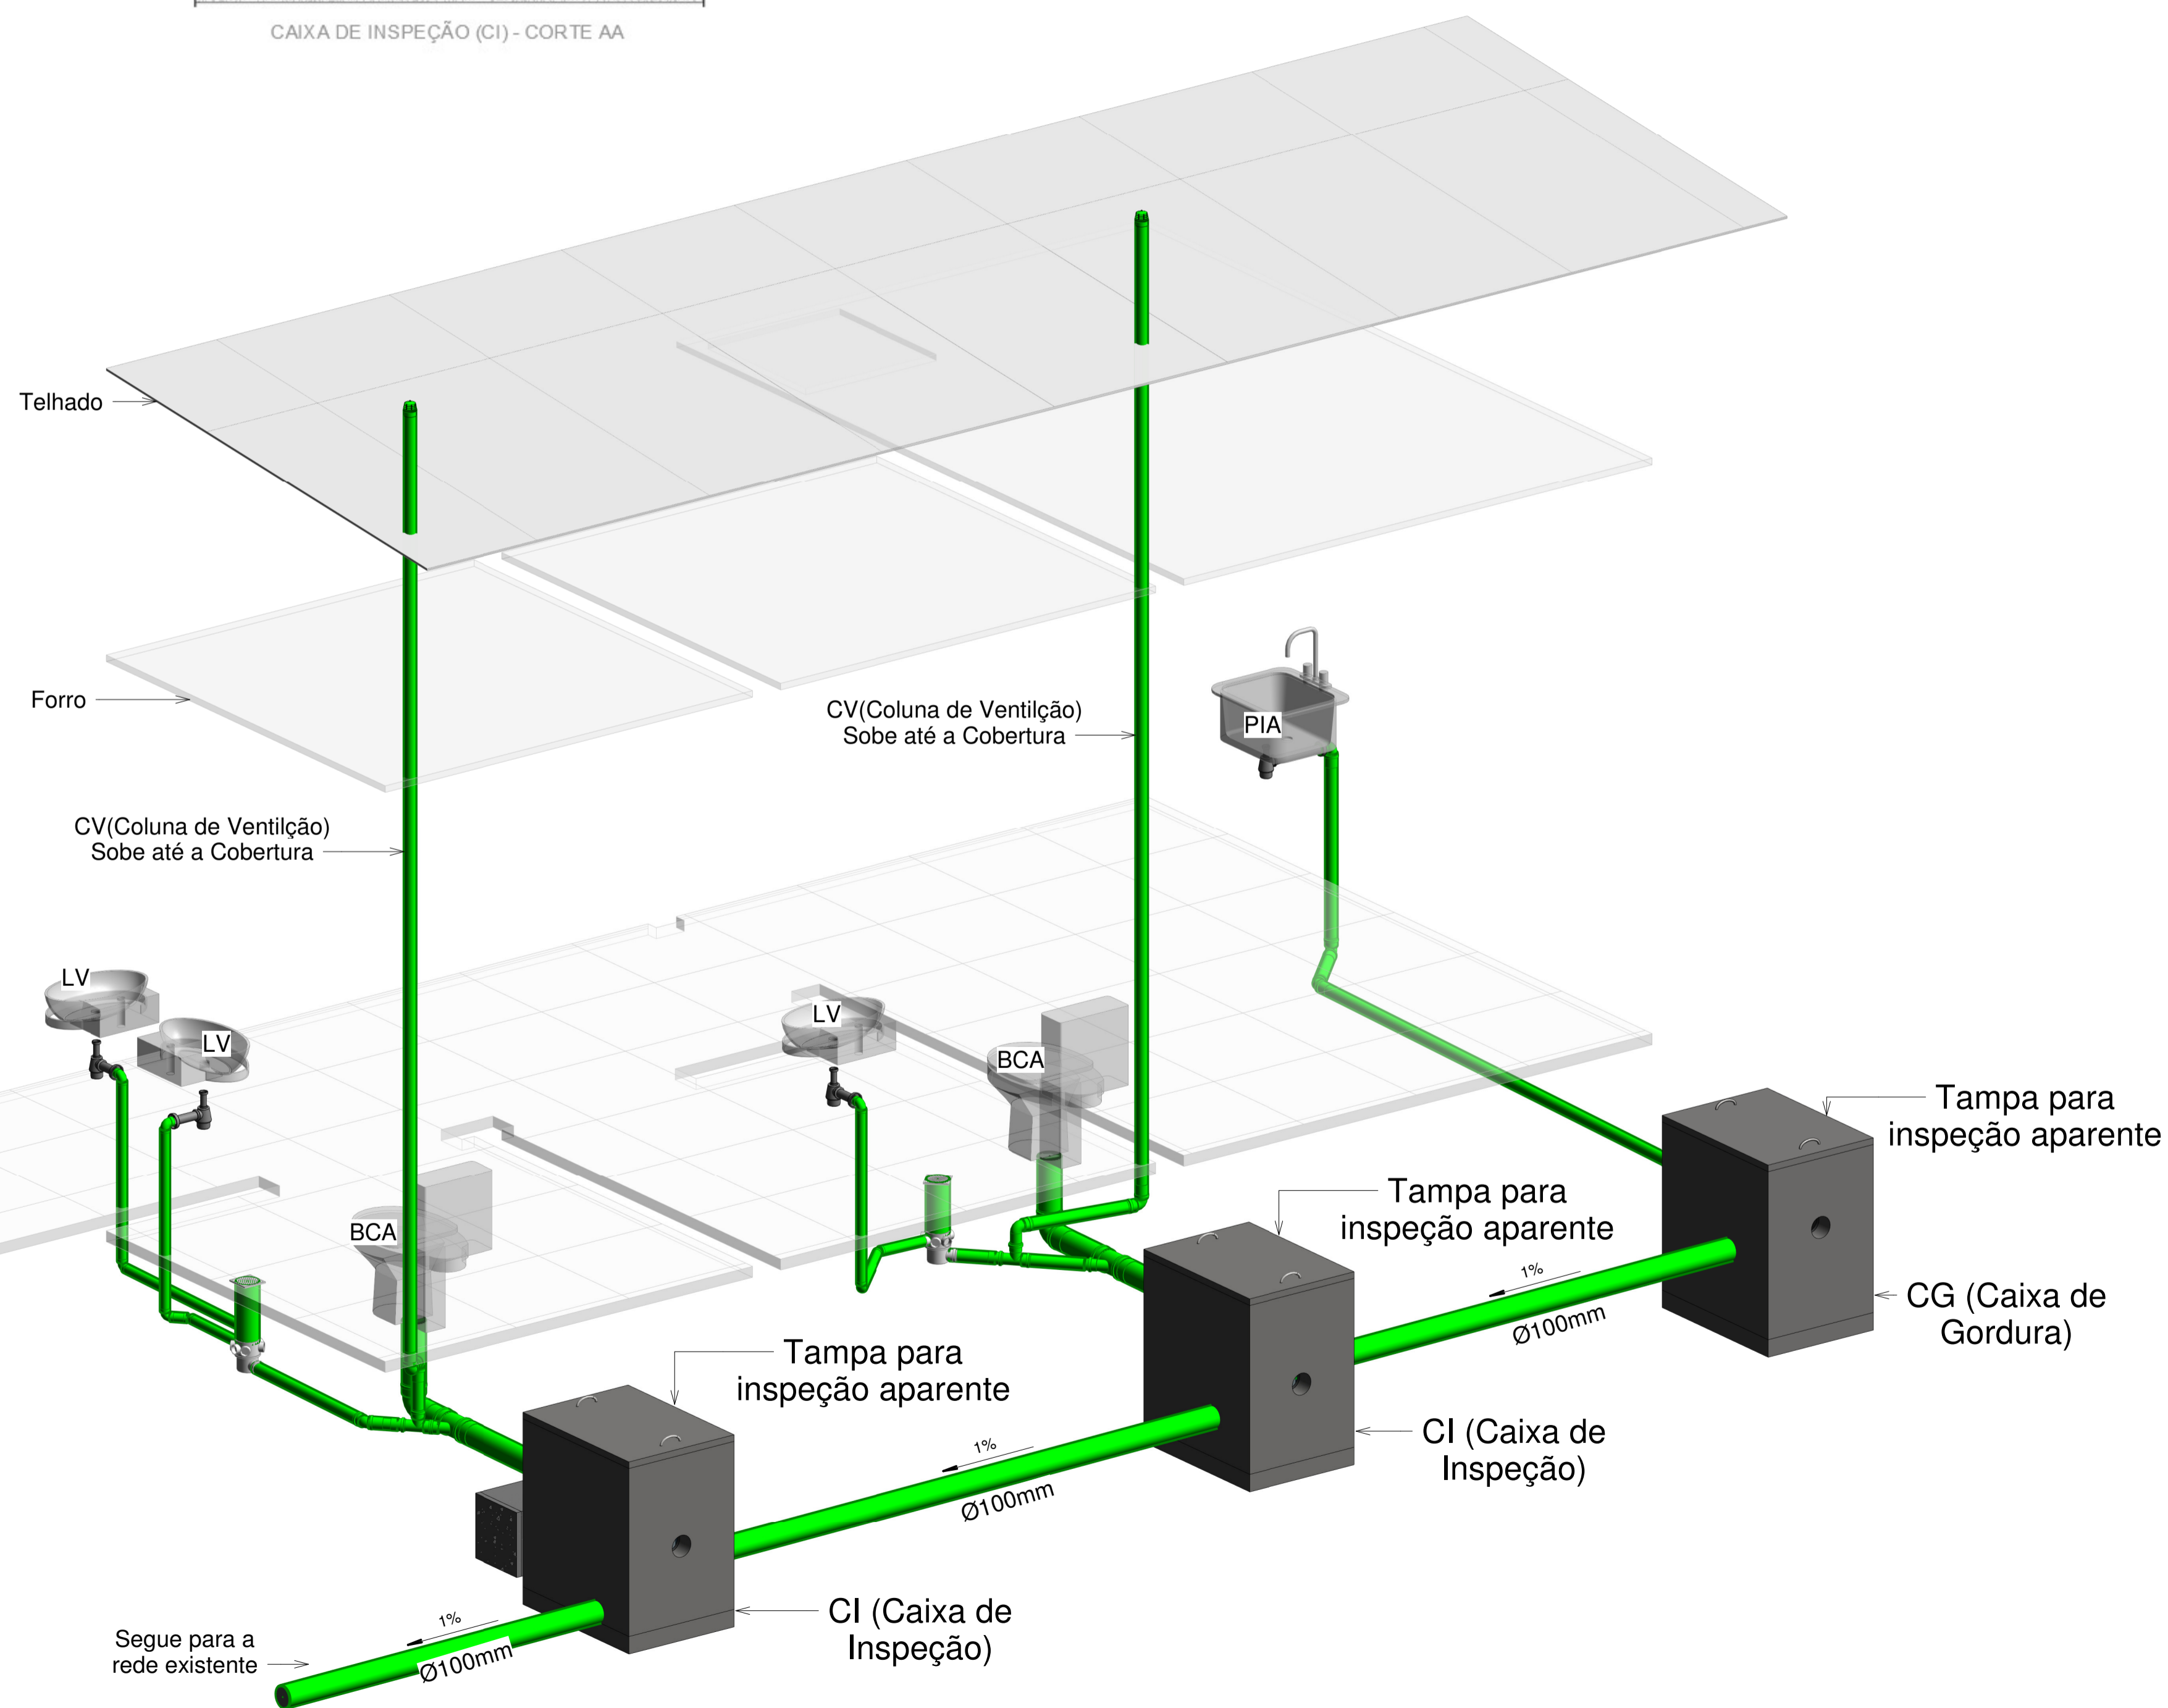 CAIXA DE INSPEÇÃO (CI) - CORTE AA
Telhado
Forro
CV(Coluna de Ventilção)
Sobe até a Cobertura
PIA
CV(Coluna de Ventilção)
Sobe até a Cobertura
LV
LV
LV
BCA
BCA
Tampa para
inspeção aparente
Tampa para
inspeção aparente
Tampa para
inspeção aparente
1%
Ø100mm
CG (Caixa de
Gordura)
1%
Ø100mm
CI (Caixa de
Inspeção)
1%
Ø100mm
CI (Caixa de
Inspeção)
Segue para a
rede existente